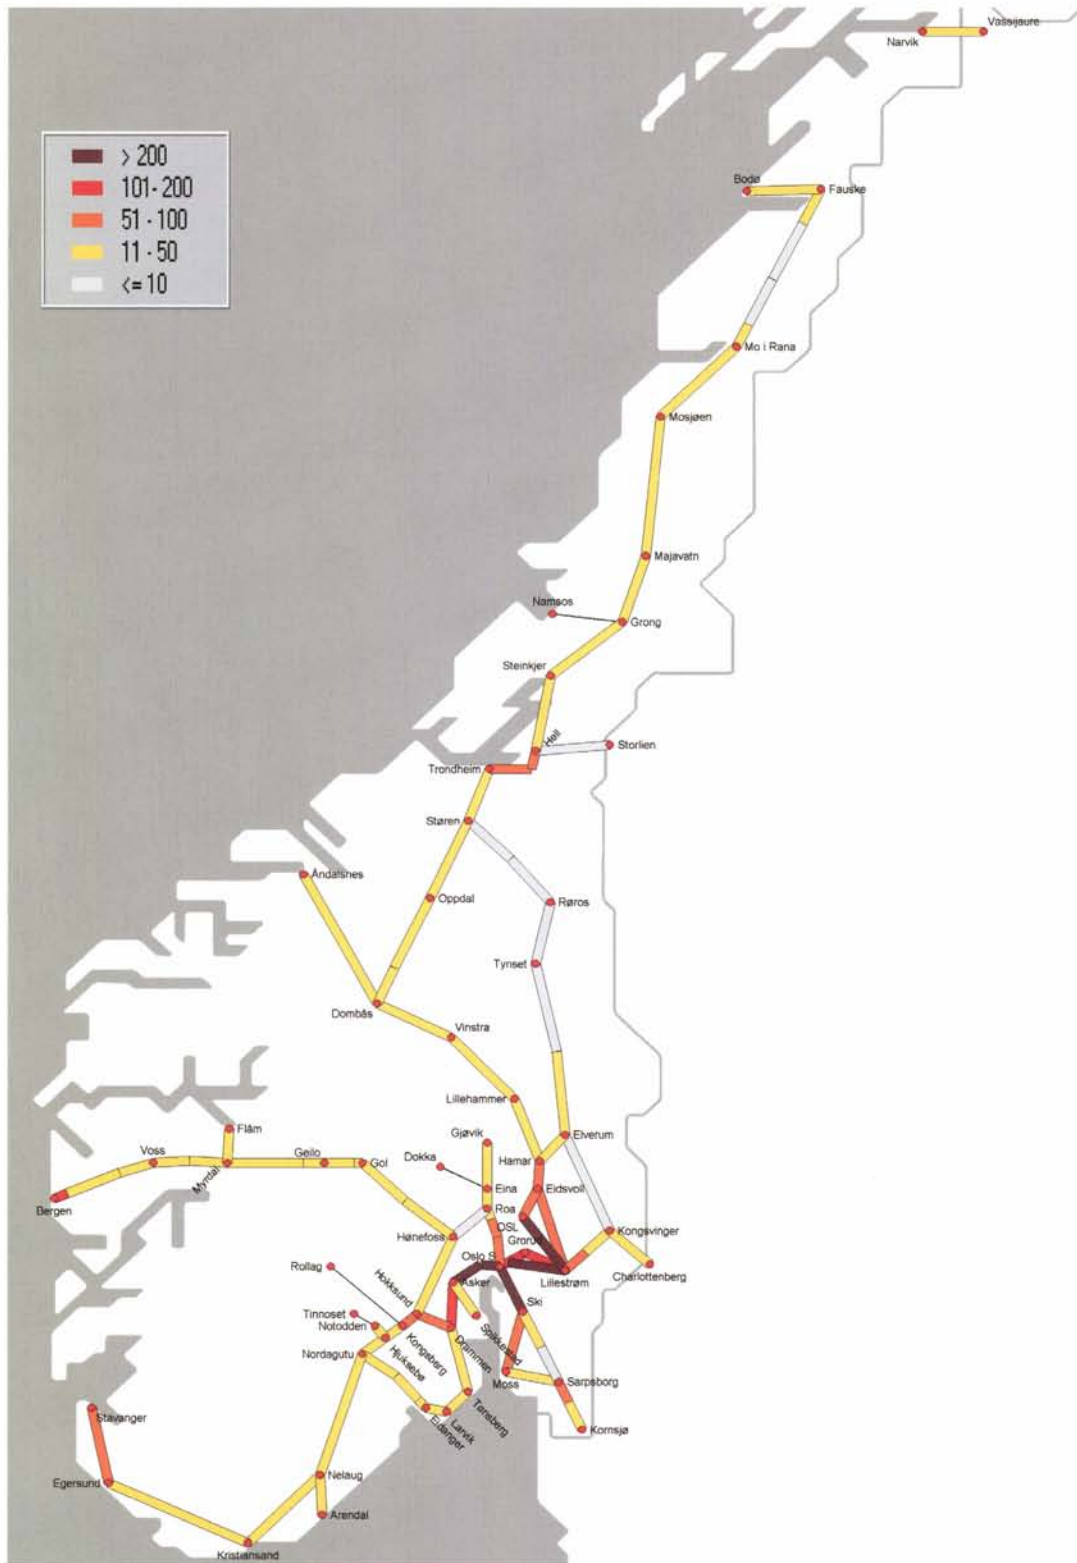 Vassijaure
Narvik
> 200
101- 200
51 - 100
11 - 50
<= 10
Bodø
Fauske
Mo i Rana
Mosjøen
Majavatn
Namsos
Grong
Steinkjer
Hell
Storlien
Trondheim
Støren
Åndalsnes
Oppdal
Røros
Tynset
Dombås
Vinstra
Lillehammer
Flåm
Gjøvik
Elverum
Voss
Geilo
Gol
Dokka
Hamar
Myrdal
Eina
Eidsvoll
Bergen
Roa
OSL
Kongsvinger
Hønefoss
Grorud
Oslo S
Rollag
Lillestrøm
Charlottenberg
Asker
Hokksund
Ski
Tinnoset
Notodden
Spikkestad
Kongsberg
Drammen
Hjuksebø
Nordagutu
Moss
Sarpsborg
Tønsberg
Stavanger
Larvik
Eidanger
Kornsjø
Nelaug
Egersund
Arendal
Kristiansand